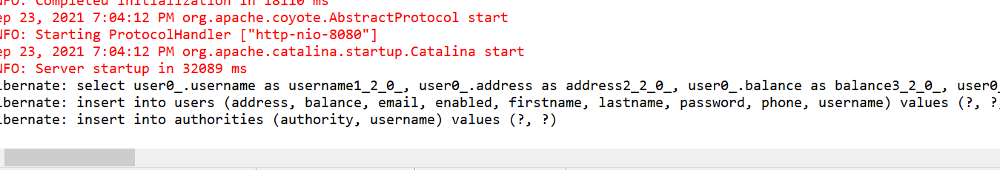 NFO: Completed initialization in 18110 ms
ep 23, 2021 7:04:12 PM org.apache.coyote.AbstractProtocol start
NFO: Starting ProtocolHandler ["http-nio-8080"]
ep 23, 2021 7:04:12 PM org.apache.catalina.startup.Catalina start
NFO: Server startup in 32089 ms
ibernate: select user0_.username as username1_2_0_, user0_.address as address2_2_0_, user0_.balance as balance3_2_0_, user0_
ibernate: insert into users (address, balance, email, enabled, firstname, lastname, password, phone, username) values (?, ?,
ibernate: insert into authorities (authority, username) values (?, ?)